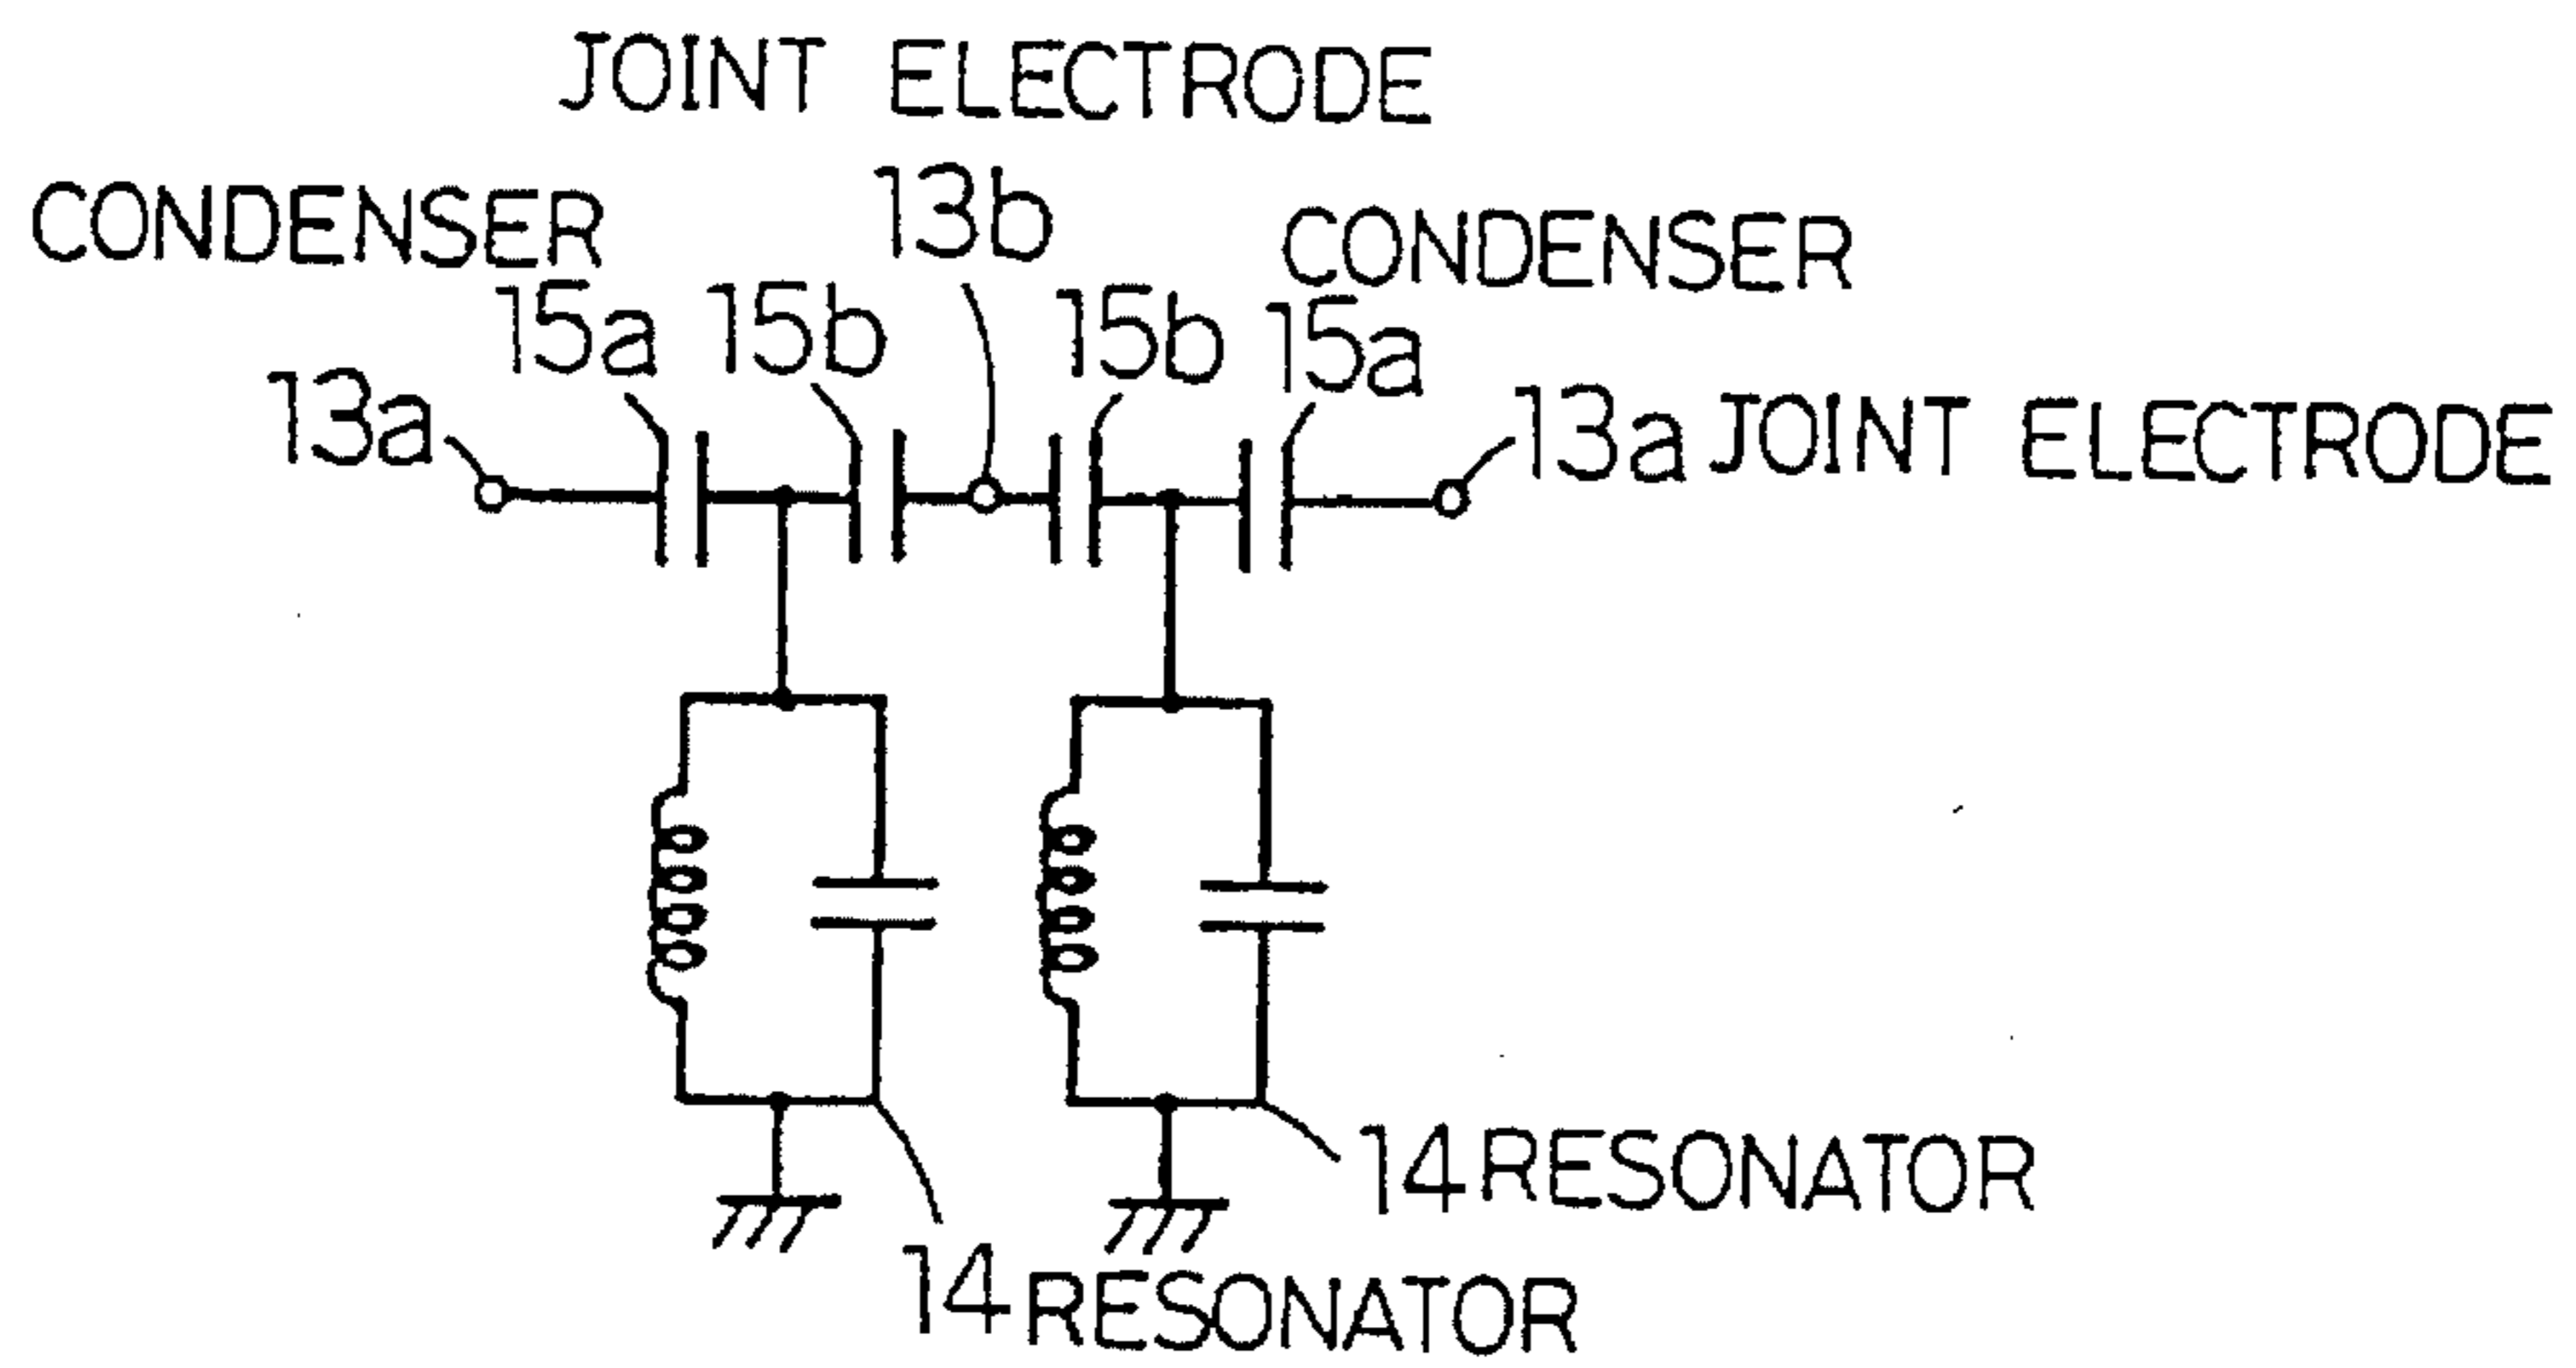 JOINT ELECTRODE
13b
CONDENSER
CONDENSER
15a 15b 15b 15a
13a
13a JOINT ELECTRODE
14 RESONATOR
14 RESONATOR